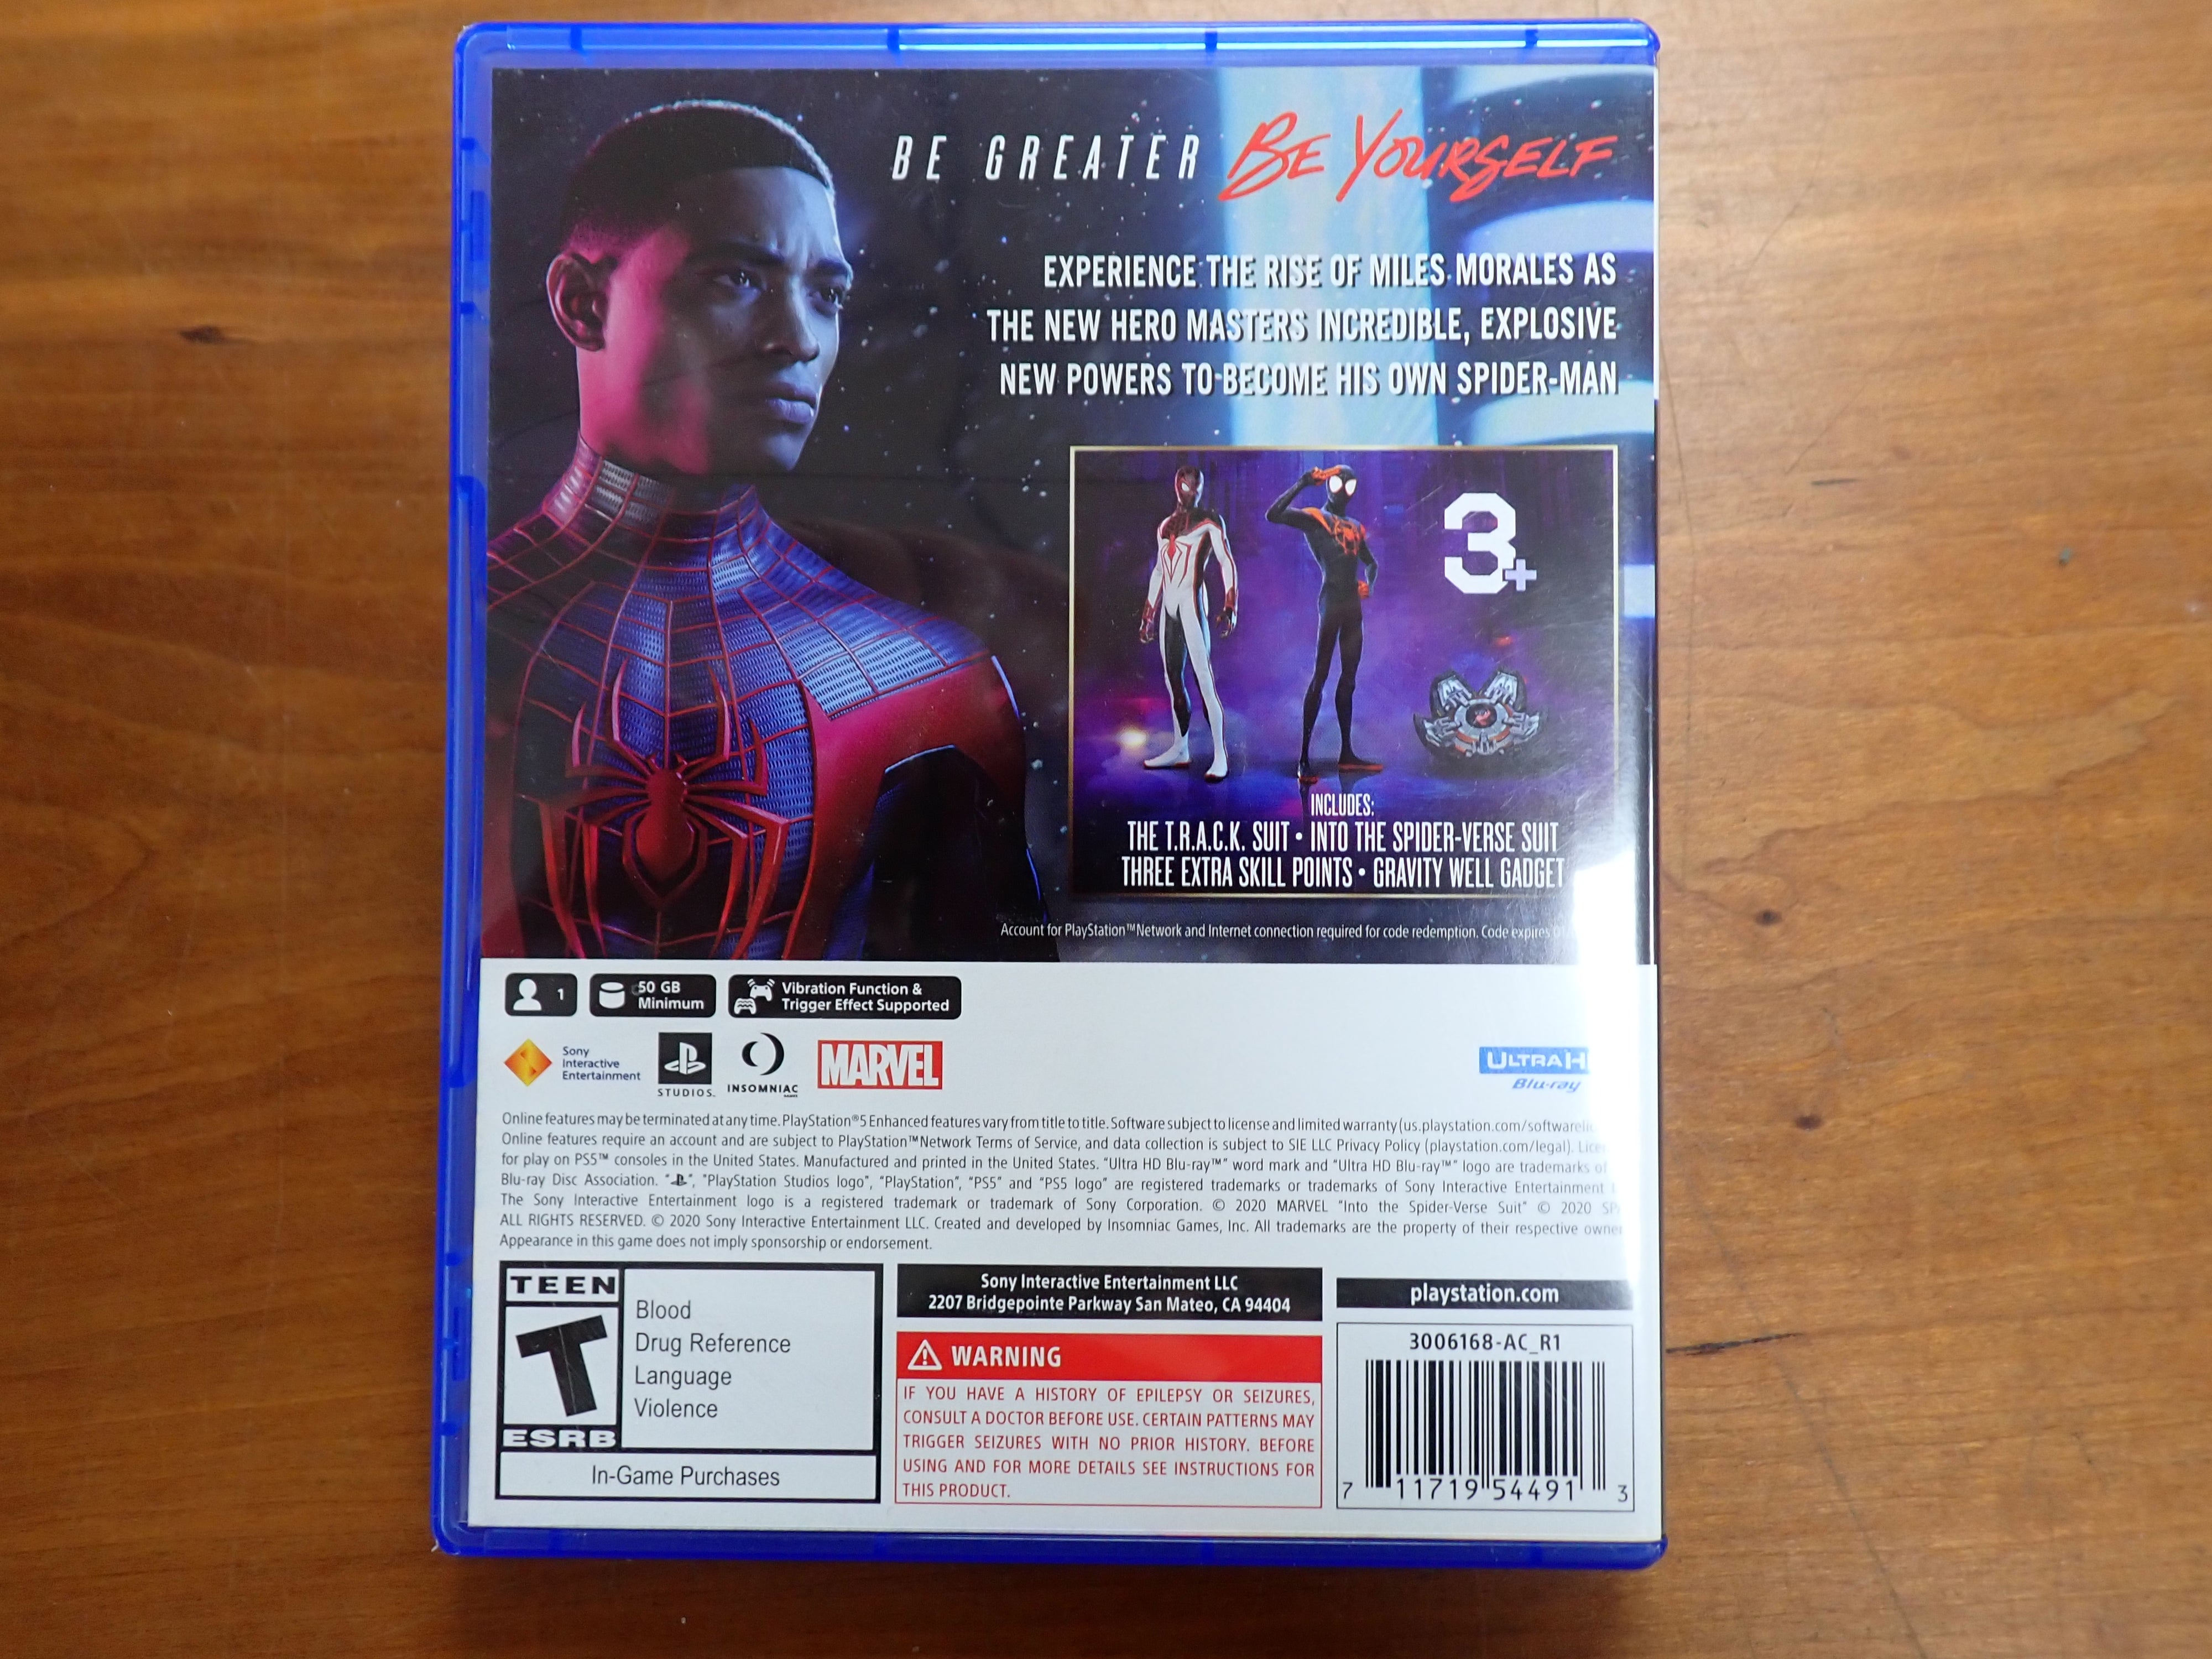 BE GREATER BE YOURSELF
EXPERIENCE THE RISE OF MILES MORALES AS
THE NEW HERO MASTERS INCREDIBLE, EXPLOSIVE
NEW POWERS TO BECOME HIS OWN SPIDER-MAN
3+
INCLUDES:
THE T.R.A.C.K. SUIT • INTO THE SPIDER-VERSE SUIT
THREE EXTRA SKILL POINTS • GRAVITY WELL GADGET
Account for PlayStation™Network and Internet connection required for code redemption. Code expires
1
50 GB
Minimum
Vibration Function &
Trigger Effect Supported
Sony
Interactive
Entertainment
STUDIOS
INSOMNIAC
GAMES
MARVEL
ULTRA H
Blu-ray
Online features may be terminated at any time. PlayStation®5 Enhanced features vary from title to title. Software subject to license and limited warranty (us.playstation.com/softwareli
Online features require an account and are subject to PlayStation™Network Terms of Service, and data collection is subject to SIE LLC Privacy Policy (playstation.com/legal).
for play on PS5™ consoles in the United States. Manufactured and printed in the United States. "Ultra HD Blu-ray™" word mark and "Ultra HD Blu-ray™" logo are trademarks of
Blu-ray Disc Association. "", "PlayStation Studios logo", "PlayStation", "PS5" and "PS5 logo" are registered trademarks or trademarks of Sony Interactive Entertainment
The Sony Interactive Entertainment logo is a registered trademark or trademark of Sony Corporation. © 2020 MARVEL "Into the Spider-Verse Suit" © 2020
ALL RIGHTS RESERVED. © 2020 Sony Interactive Entertainment LLC. Created and developed by Insomniac Games, Inc. All trademarks are the property of their respective owner
Appearance in this game does not imply sponsorship or endorsement.
TEEN
T
ESRB
Blood
Drug Reference
Language
Violence
In-Game Purchases
Sony Interactive Entertainment LLC
2207 Bridgepointe Parkway San Mateo, CA 94404
WARNING
IF YOU HAVE A HISTORY OF EPILEPSY OR SEIZURES,
CONSULT A DOCTOR BEFORE USE. CERTAIN PATTERNS MAY
TRIGGER SEIZURES WITH NO PRIOR HISTORY. BEFORE
USING AND FOR MORE DETAILS SEE INSTRUCTIONS FOR
THIS PRODUCT.
playstation.com
3006168-AC_R1
7 11719 54491 3